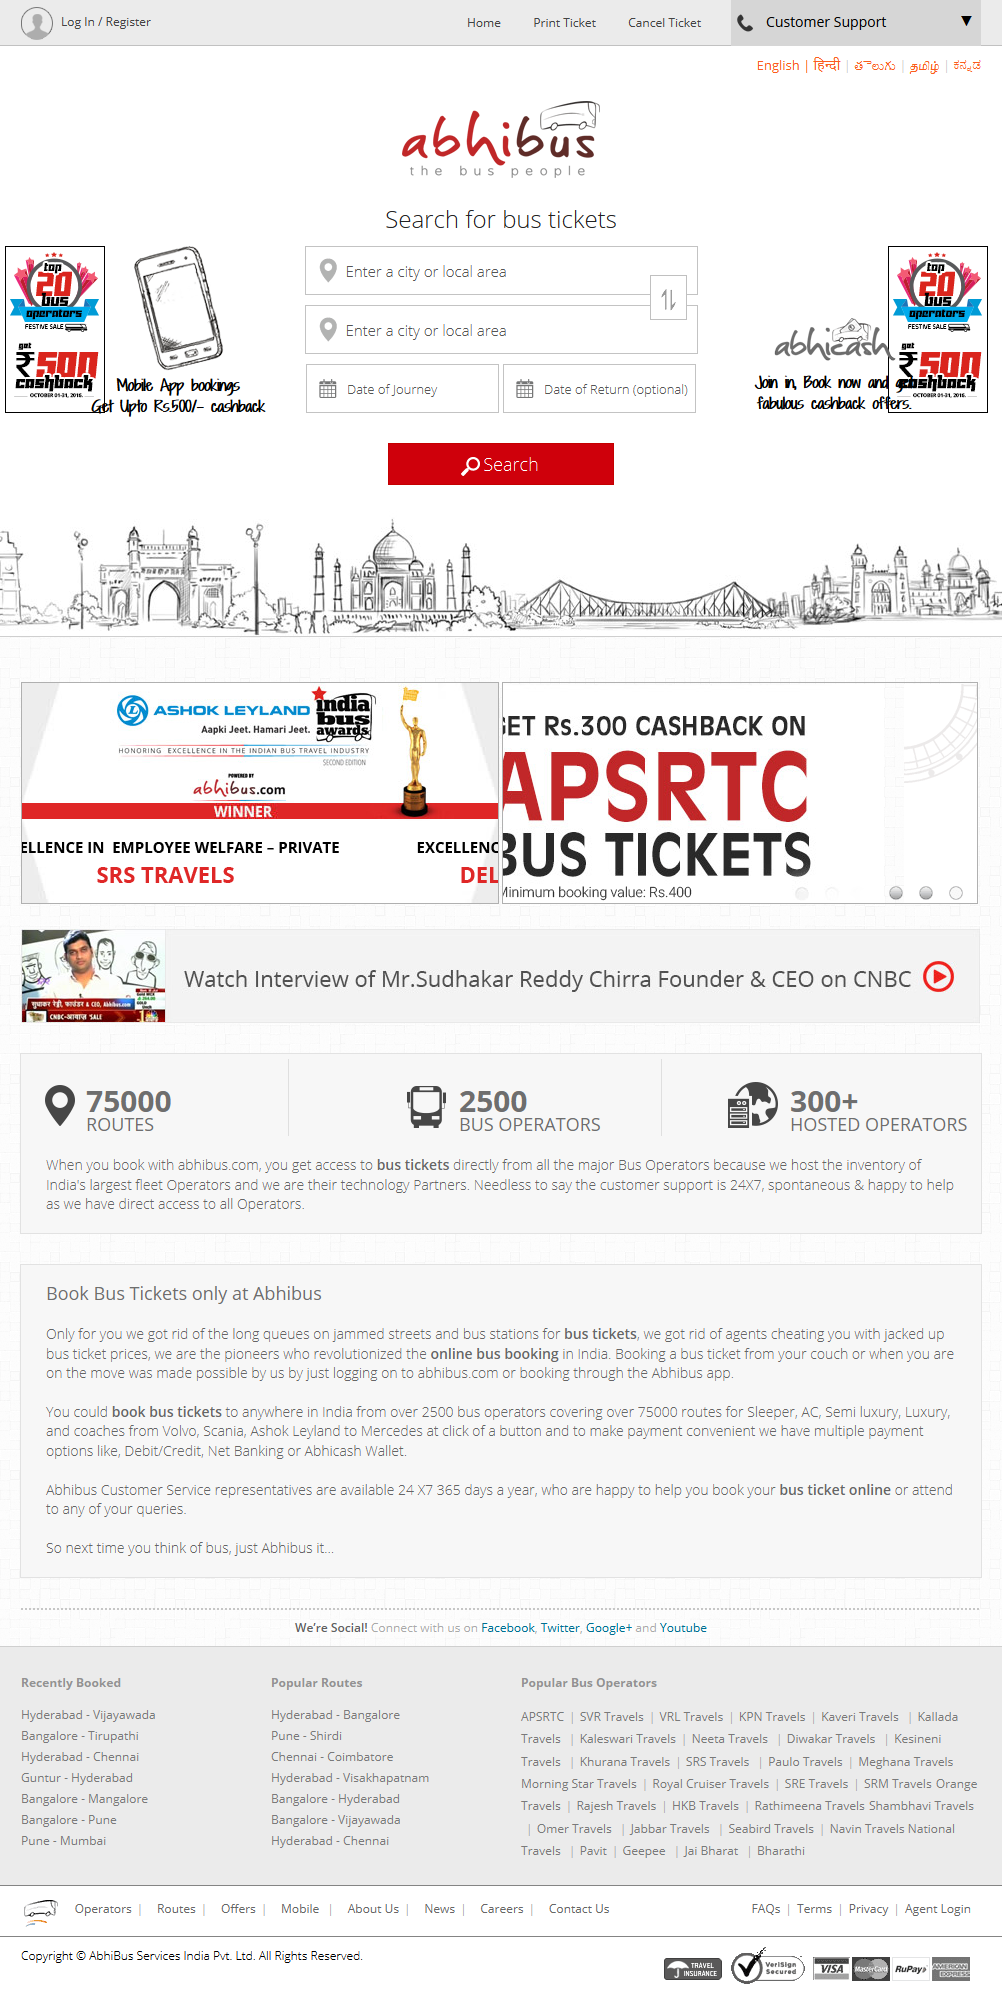 Log In / Register
Home
Print Ticket
Cancel Ticket
Customer Support
English | हिन्दी | తెలుగు | தமிழ் | ಕನ್ನಡ
abhibus
the bus people
Search for bus tickets
top
20
bus
operators
FESTIVE SALE
get
₹500
cashback
OCTOBER 01-31, 2016.
Mobile App bookings
Get Upto Rs.500/- cashback
Enter a city or local area
Enter a city or local area
Date of Journey
Date of Return (optional)
abhicash
Join in, Book now and get
fabulous cashback offers.
top
20
bus
operators
FESTIVE SALE
get
₹500
cashback
OCTOBER 01-31, 2016.
Search
ASHOK LEYLAND
Aapki Jeet. Hamari Jeet.
india
bus
awards
HONORING EXCELLENCE IN THE INDIAN BUS TRAVEL INDUSTRY
SECOND EDITION
POWERED BY
abhibus.com
WINNER
ELLENCE IN EMPLOYEE WELFARE – PRIVATE
EXCELLENC
SRS TRAVELS
DEL
GET Rs.300 CASHBACK ON
APSRTC
BUS TICKETS
Minimum booking value: Rs.400
सुधाकर रेड्डी, फाउंडर & CEO, Abhibus.com
CNBC-आवाज़ SALE
Watch Interview of Mr.Sudhakar Reddy Chirra Founder & CEO on CNBC
75000
ROUTES
2500
BUS OPERATORS
300+
HOSTED OPERATORS
When you book with abhibus.com, you get access to bus tickets directly from all the major Bus Operators because we host the inventory of
India's largest fleet Operators and we are their technology Partners. Needless to say the customer support is 24X7, spontaneous & happy to help
as we have direct access to all Operators.
Book Bus Tickets only at Abhibus
Only for you we got rid of the long queues on jammed streets and bus stations for bus tickets, we got rid of agents cheating you with jacked up
bus ticket prices, we are the pioneers who revolutionized the online bus booking in India. Booking a bus ticket from your couch or when you are
on the move was made possible by us by just logging on to abhibus.com or booking through the Abhibus app.
You could book bus tickets to anywhere in India from over 2500 bus operators covering over 75000 routes for Sleeper, AC, Semi luxury, Luxury,
and coaches from Volvo, Scania, Ashok Leyland to Mercedes at click of a button and to make payment convenient we have multiple payment
options like, Debit/Credit, Net Banking or Abhicash Wallet.
Abhibus Customer Service representatives are available 24 X7 365 days a year, who are happy to help you book your bus ticket online or attend
to any of your queries.
So next time you think of bus, just Abhibus it...
We're Social! Connect with us on Facebook, Twitter, Google+ and Youtube
Recently Booked
Hyderabad - Vijayawada
Bangalore - Tirupathi
Hyderabad - Chennai
Guntur - Hyderabad
Bangalore - Mangalore
Bangalore - Pune
Pune - Mumbai
Popular Routes
Hyderabad - Bangalore
Pune - Shirdi
Chennai - Coimbatore
Hyderabad - Visakhapatnam
Bangalore - Hyderabad
Bangalore - Vijayawada
Hyderabad - Chennai
Popular Bus Operators
APSRTC | SVR Travels | VRL Travels | KPN Travels | Kaveri Travels | Kallada
Travels | Kaleswari Travels | Neeta Travels | Diwakar Travels | Kesineni
Travels | Khurana Travels | SRS Travels | Paulo Travels | Meghana Travels
Morning Star Travels | Royal Cruiser Travels | SRE Travels | SRM Travels Orange
Travels | Rajesh Travels | HKB Travels | Rathimeena Travels Shambhavi Travels
| Omer Travels | Jabbar Travels | Seabird Travels | Navin Travels National
Travels | Pavit | Geepee | Jai Bharat | Bharathi
Operators | Routes | Offers | Mobile | About Us | News | Careers | Contact Us
FAQs | Terms | Privacy | Agent Login
Copyright © AbhiBus Services India Pvt. Ltd. All Rights Reserved.
TRAVEL
INSURANCE
VeriSign
Secured
VISA
MasterCard
RuPay
AMERICAN
EXPRESS